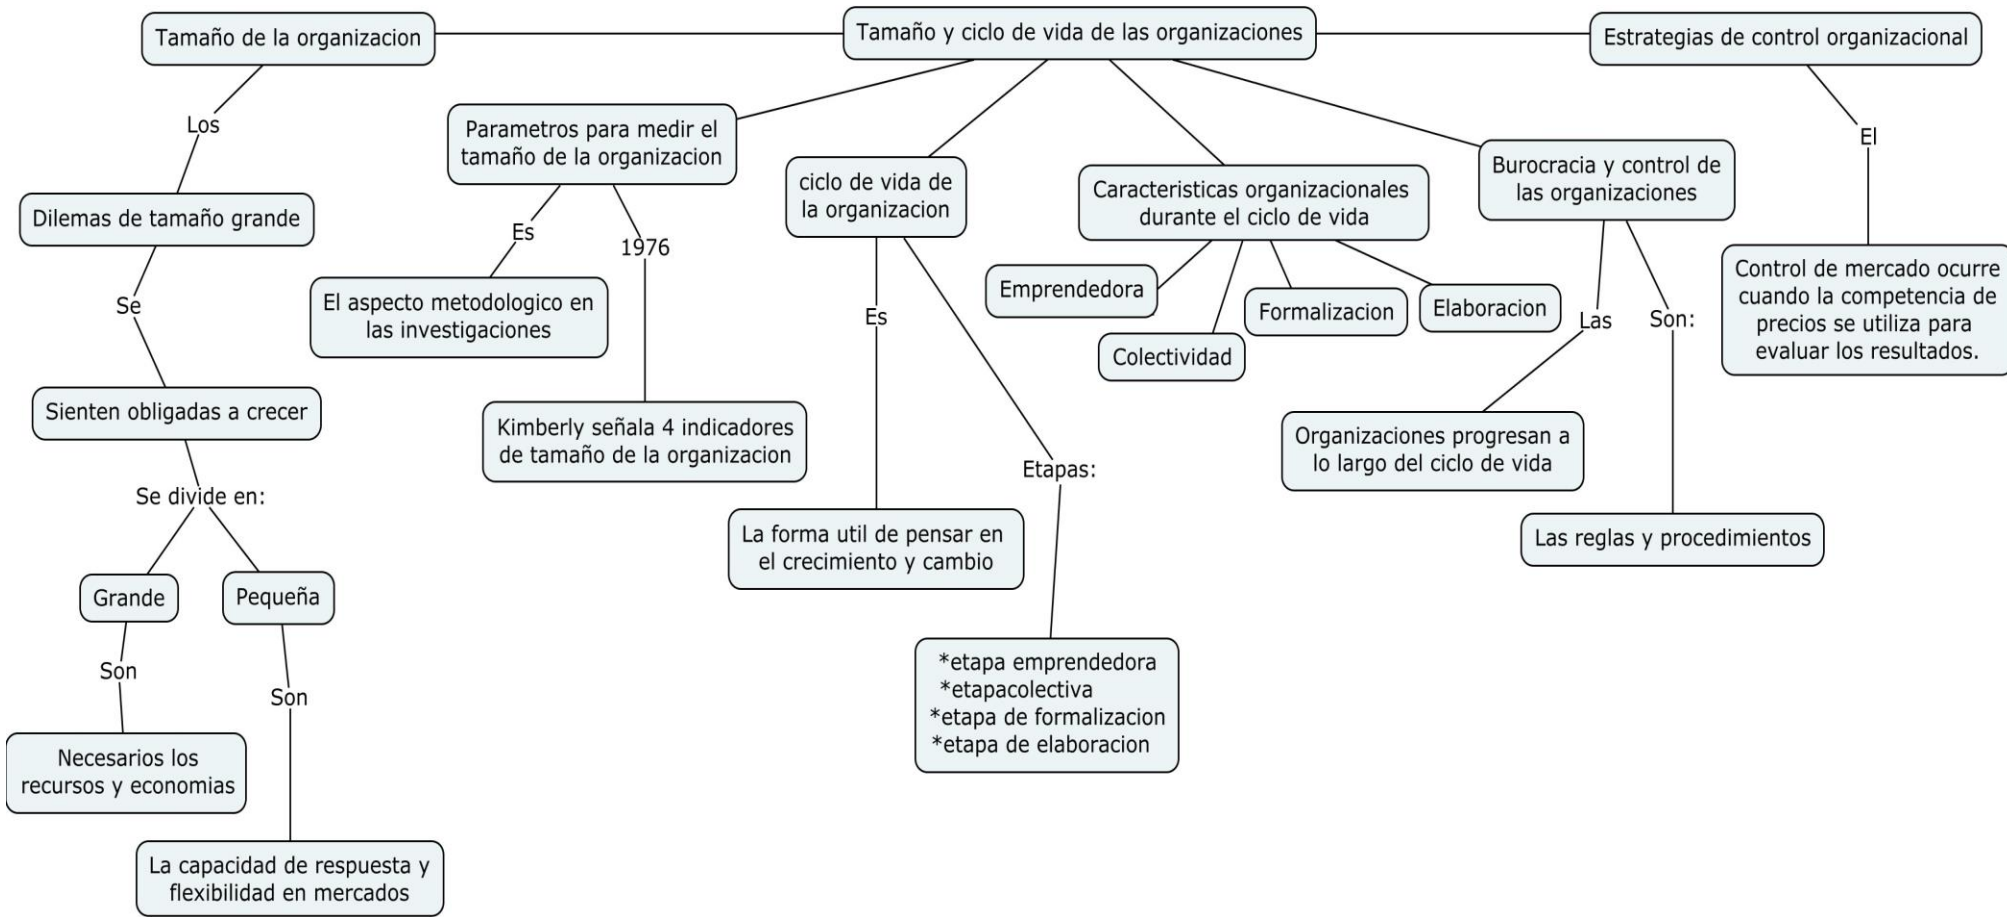 Tamaño de la organizacion
Tamaño y ciclo de vida de las organizaciones
Estrategias de control organizacional
Los
Parametros para medir el
tamaño de la organizacion
El
Dilemas de tamaño grande
ciclo de vida de
la organizacion
Caracteristicas organizacionales
durante el ciclo de vida
Burocracia y control de
las organizaciones
Es
1976
Se
El aspecto metodologico en
las investigaciones
Es
Emprendedora
Colectividad
Formalizacion
Elaboracion
Las
Son:
Control de mercado ocurre
cuando la competencia de
precios se utiliza para
evaluar los resultados.
Sienten obligadas a crecer
Kimberly señala 4 indicadores
de tamaño de la organizacion
Etapas:
Organizaciones progresan a
lo largo del ciclo de vida
Se divide en:
La forma util de pensar en
el crecimiento y cambio
Las reglas y procedimientos
Grande
Pequeña
Son
Son
*etapa emprendedora
*etapacolectiva
*etapa de formalizacion
*etapa de elaboracion
Necesarios los
recursos y economias
La capacidad de respuesta y
flexibilidad en mercados